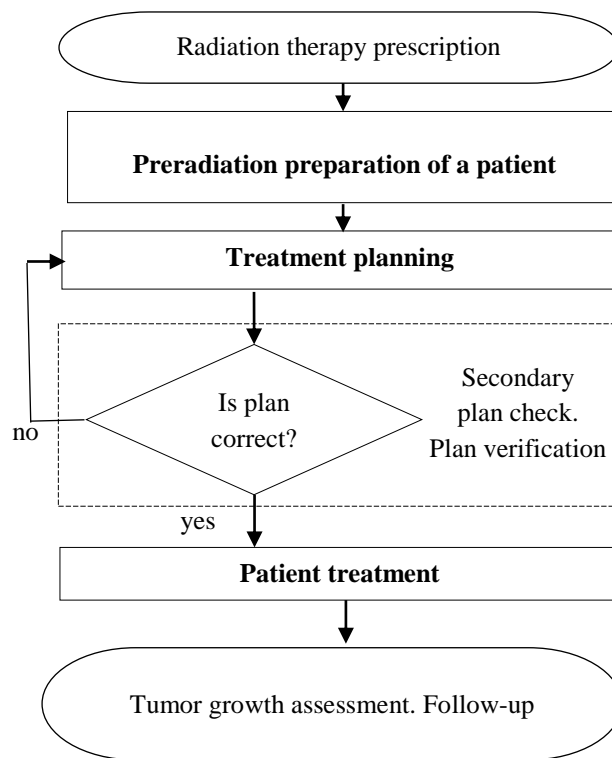 Radiation therapy prescription
Preradiation preparation of a patient
Treatment planning
Is plan
correct?
Secondary
plan check.
Plan verification
no
yes
Patient treatment
Tumor growth assessment. Follow-up